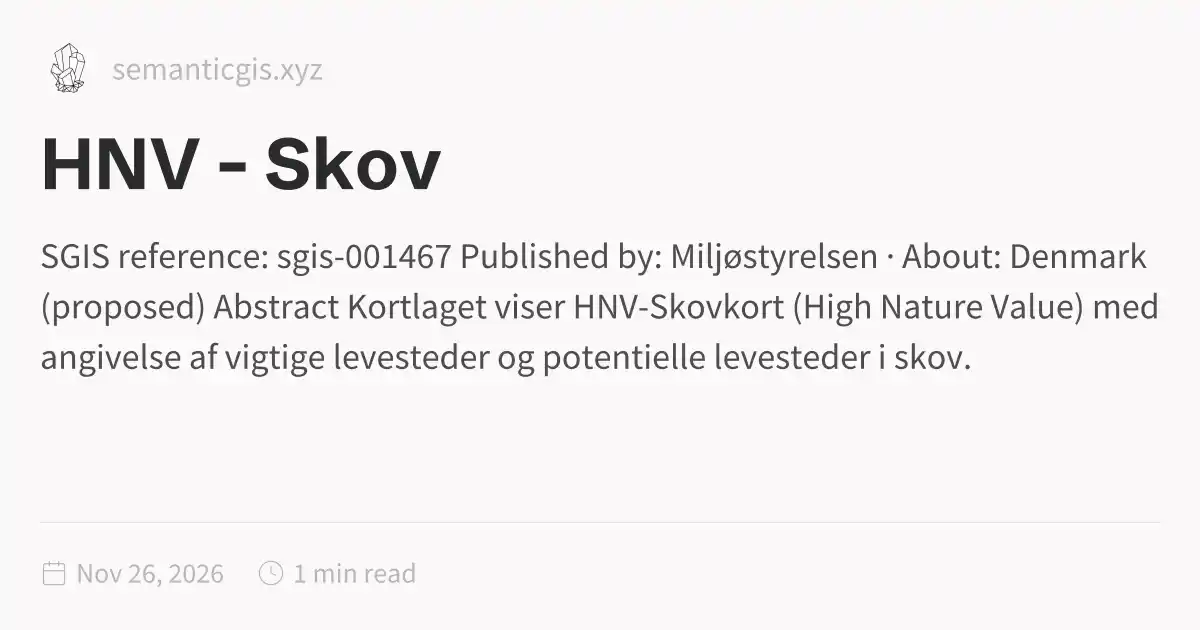 semanticgis.xyz
HNV - Skov
SGIS reference: sgis-001467 Published by: Miljøstyrelsen · About: Denmark
(proposed) Abstract Kortlaget viser HNV-Skovkort (High Nature Value) med
angivelse af vigtige levesteder og potentielle levesteder i skov.
Nov 26, 2026 1 min read